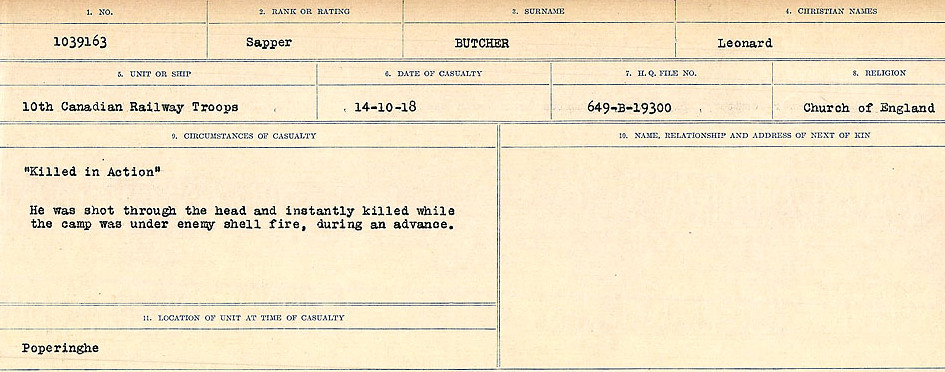 1. NO.
2. RANK OR RATING
3. SURNAME
4. CHRISTIAN NAMES
1039163
Sapper
BUTCHER
Leonard
5. UNIT OR SHIP
6. DATE OF CASUALTY
7. H. Q. FILE NO.
8. RELIGION
10th Canadian Railway Troops
14-10-18
649-B-19300
Church of England
9. CIRCUMSTANCES OF CASUALTY
10. NAME, RELATIONSHIP AND ADDRESS OF NEXT OF KIN
"Killed in Action"
He was shot through the head and instantly killed while
the camp was under enemy shell fire, during an advance.
11. LOCATION OF UNIT AT TIME OF CASUALTY
Poperinghe